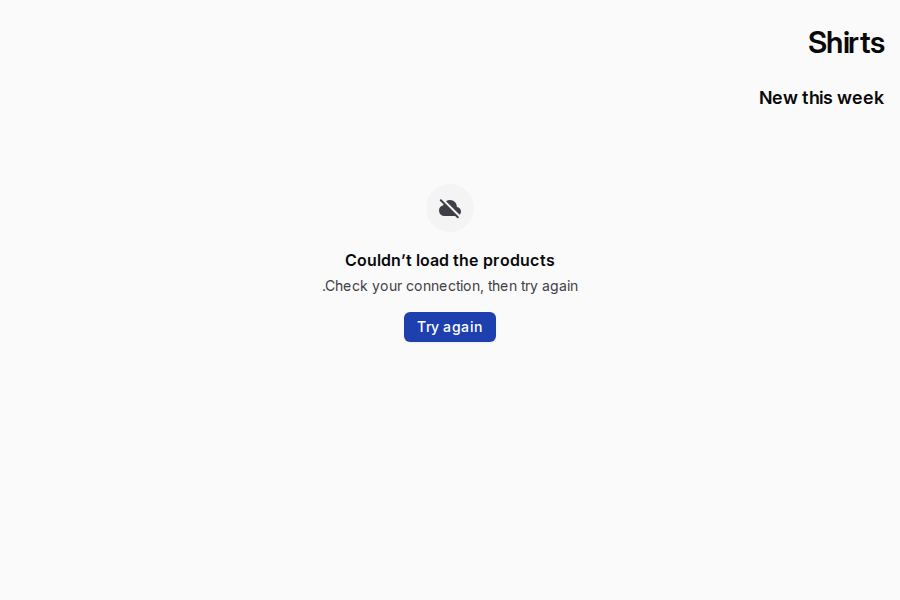 Shirts
New this week
Couldn’t load the products
.Check your connection, then try again
Try again